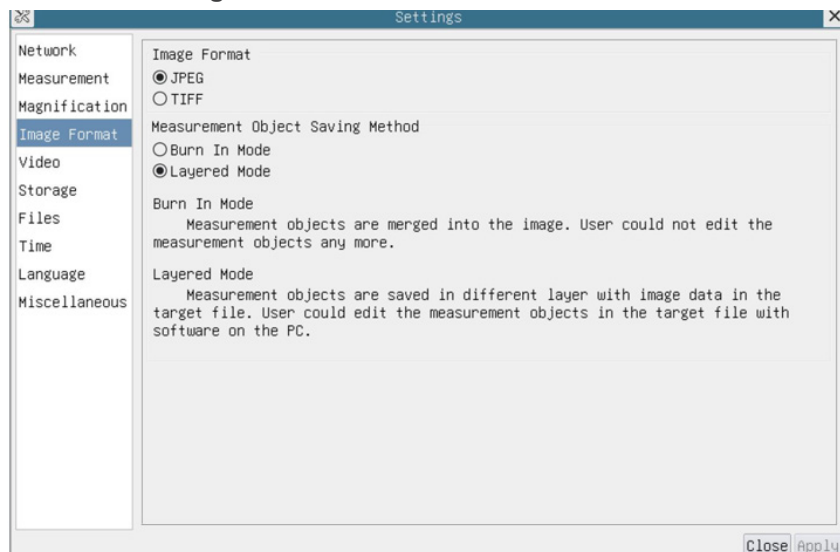 Settings
Network
Measurement
Magnification
Image Format
Video
Storage
Files
Time
Language
Miscellaneous
Image Format
JPEG
TIFF
Measurement Object Saving Method
Burn In Mode
Layered Mode
Burn In Mode
Measurement objects are merged into the image. User could not edit the
measurement objects any more.
Layered Mode
Measurement objects are saved in different layer with image data in the
target file. User could edit the measurement objects in the target file with
software on the PC.
Close Apply